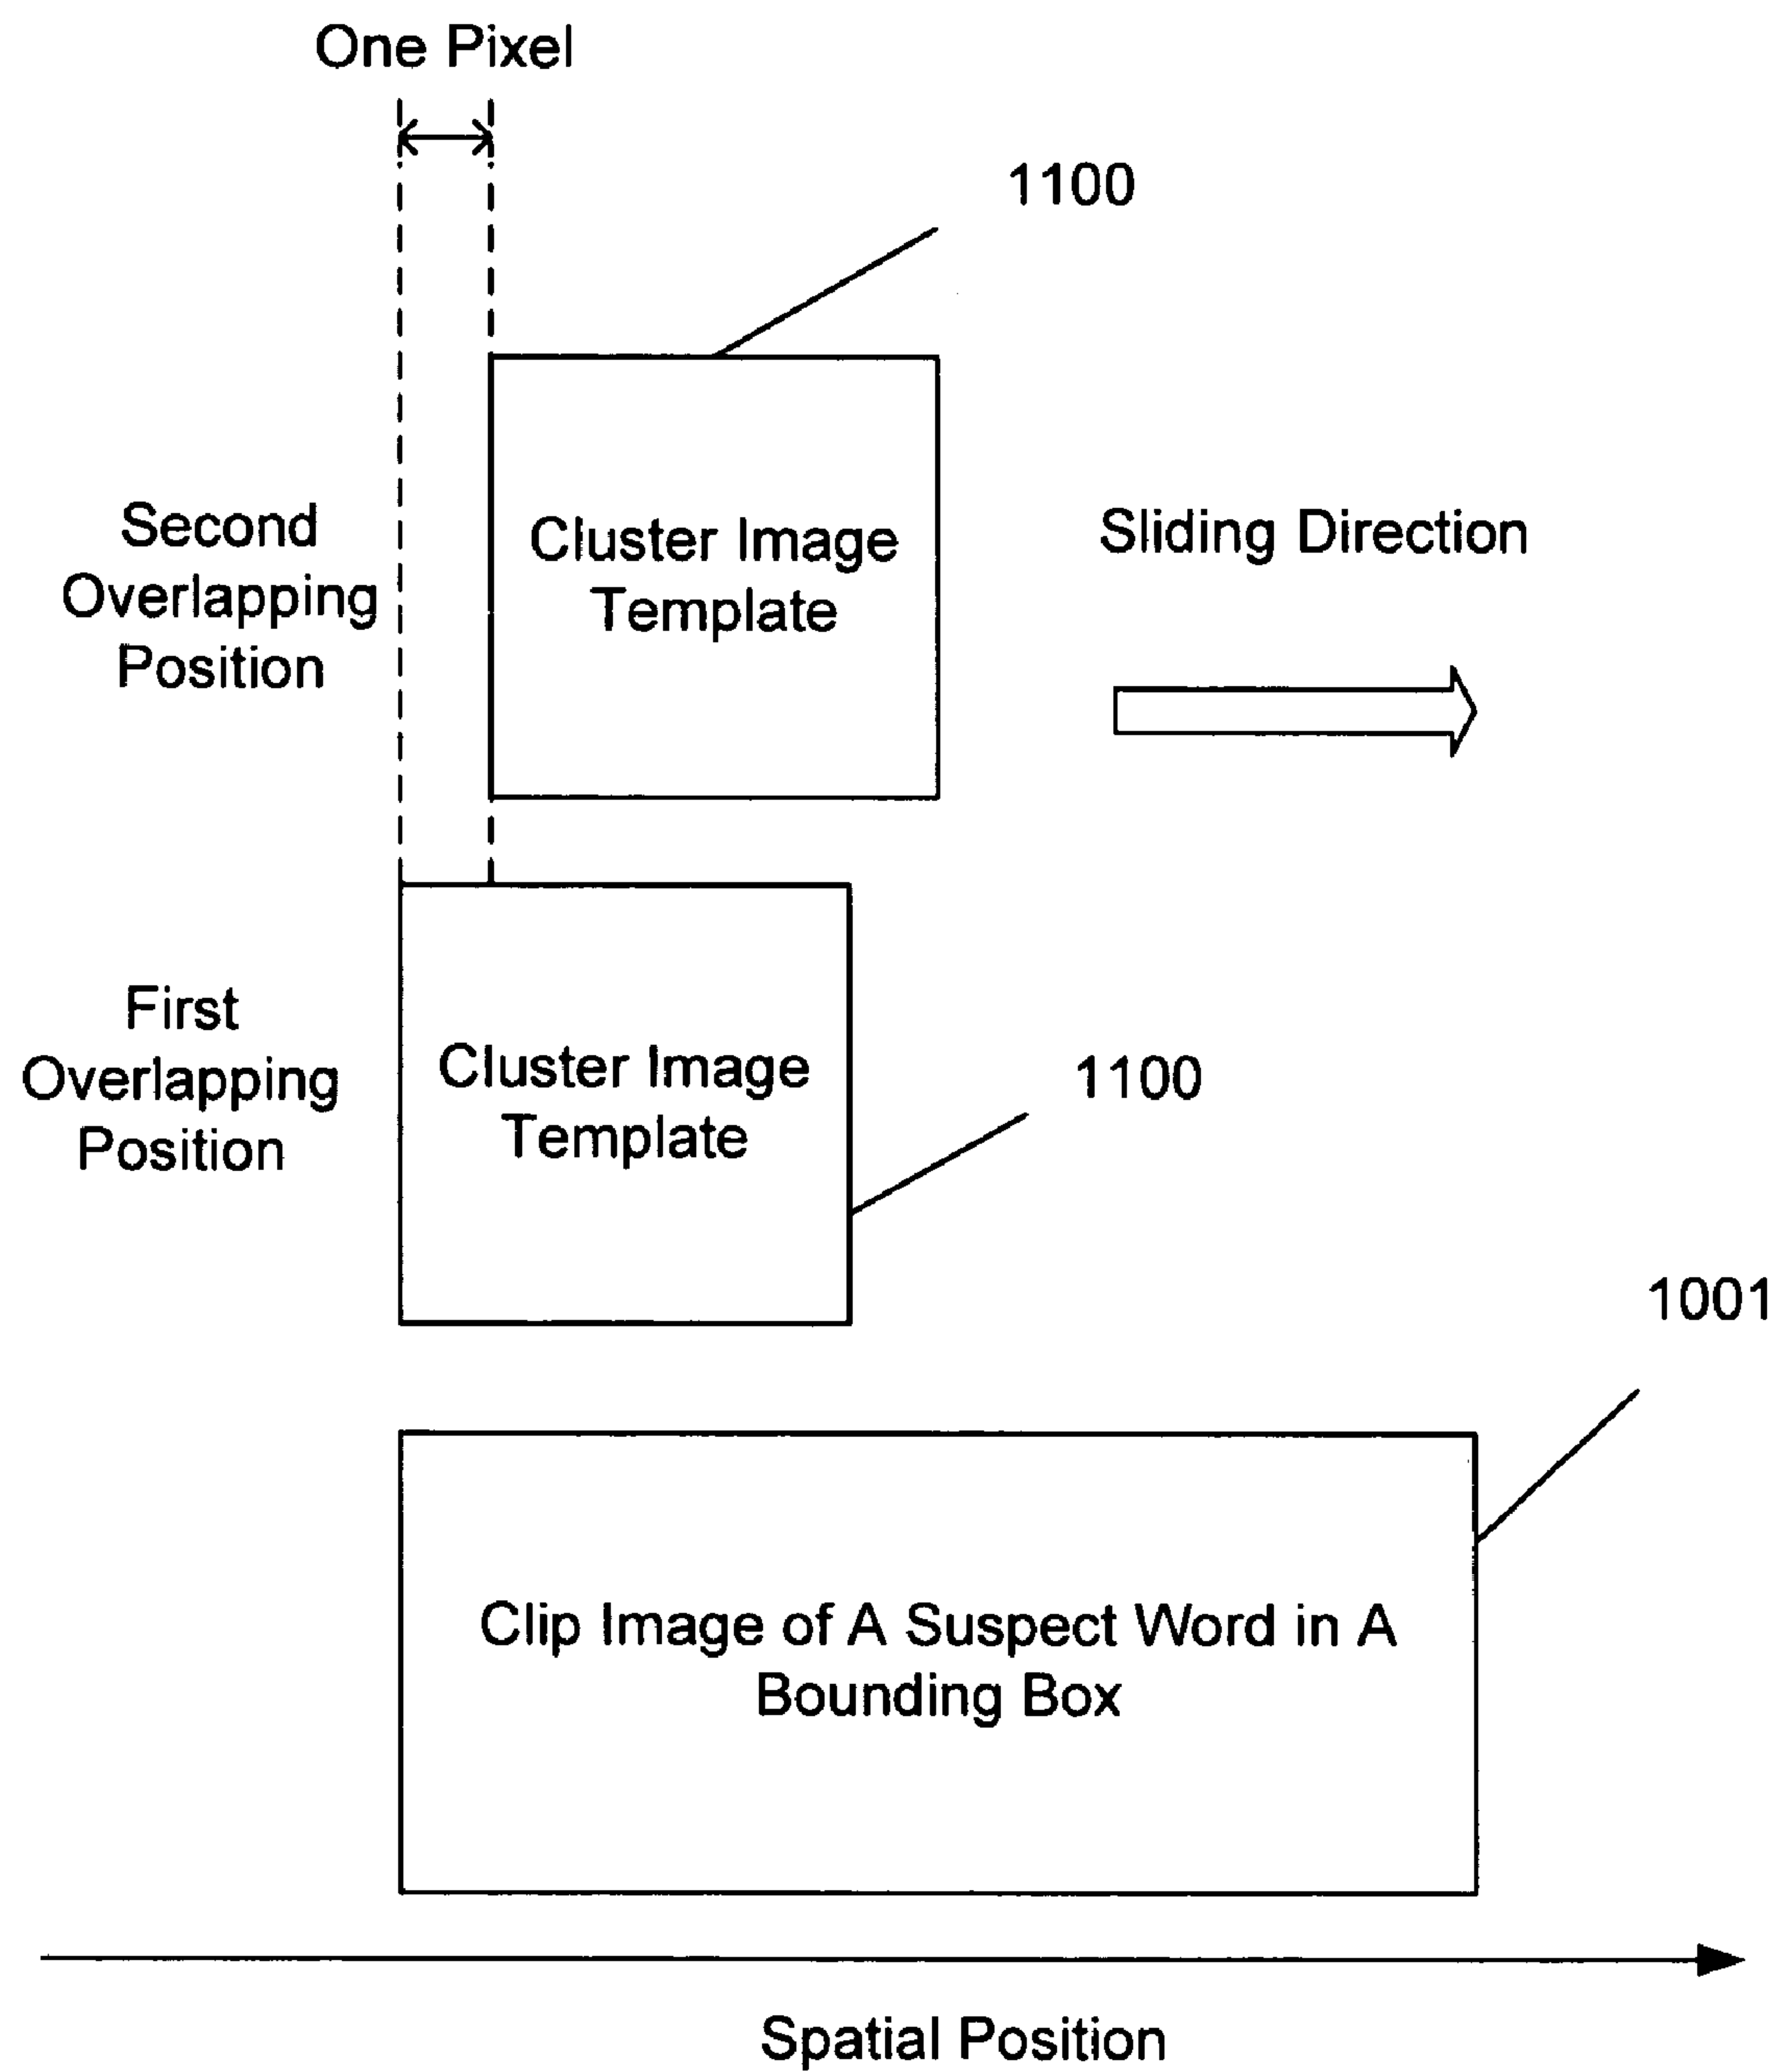 One Pixel
1100
Second
Overlapping
Position
Cluster Image
Template
Sliding Direction
First
Overlapping
Position
Cluster Image
Template
1100
1001
Clip Image of A Suspect Word in A
Bounding Box
Spatial Position